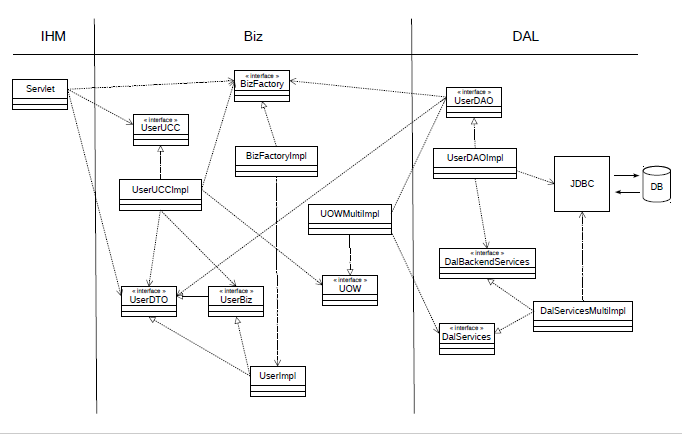 IHM
Biz
DAL
Servlet
« interface »
BizFactory
« interface »
UserDAO
« interface »
UserUCC
BizFactoryImpl
UserDAOImpl
JDBC
DB
UserUCCImpl
UOWMultiImpl
« interface »
DalBackendServices
« interface »
UserDTO
« interface »
UserBiz
« interface »
UOW
DalServicesMultiImpl
« interface »
DalServices
UserImpl